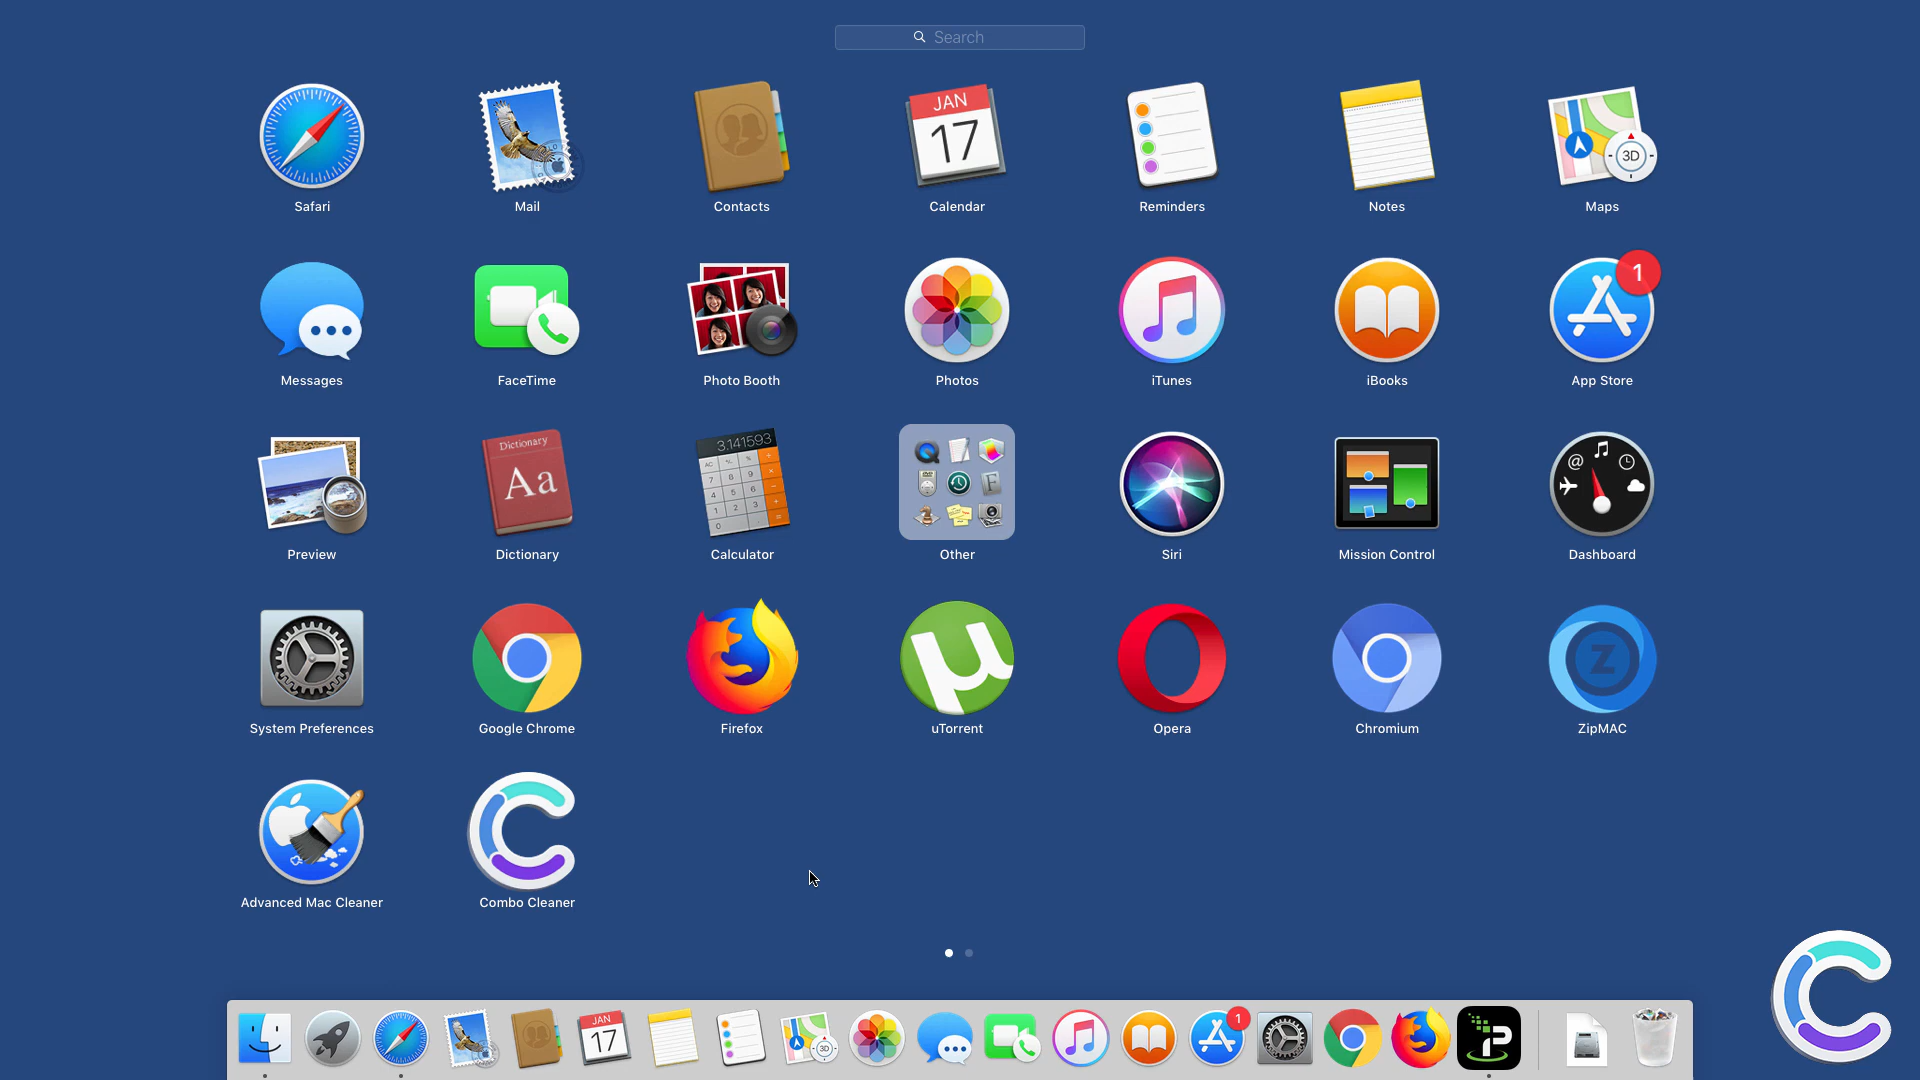 Search
JAN
17
3D
Safari
Mail
Contacts
Calendar
Reminders
Notes
Maps
1
Messages
FaceTime
Photo Booth
Photos
iTunes
iBooks
App Store
Dictionary
Aa
3.141593
Preview
Dictionary
Calculator
Other
Siri
Mission Control
Dashboard
Z
System Preferences
Google Chrome
Firefox
uTorrent
Opera
Chromium
ZipMAC
Advanced Mac Cleaner
Combo Cleaner
JAN
17
3D
1